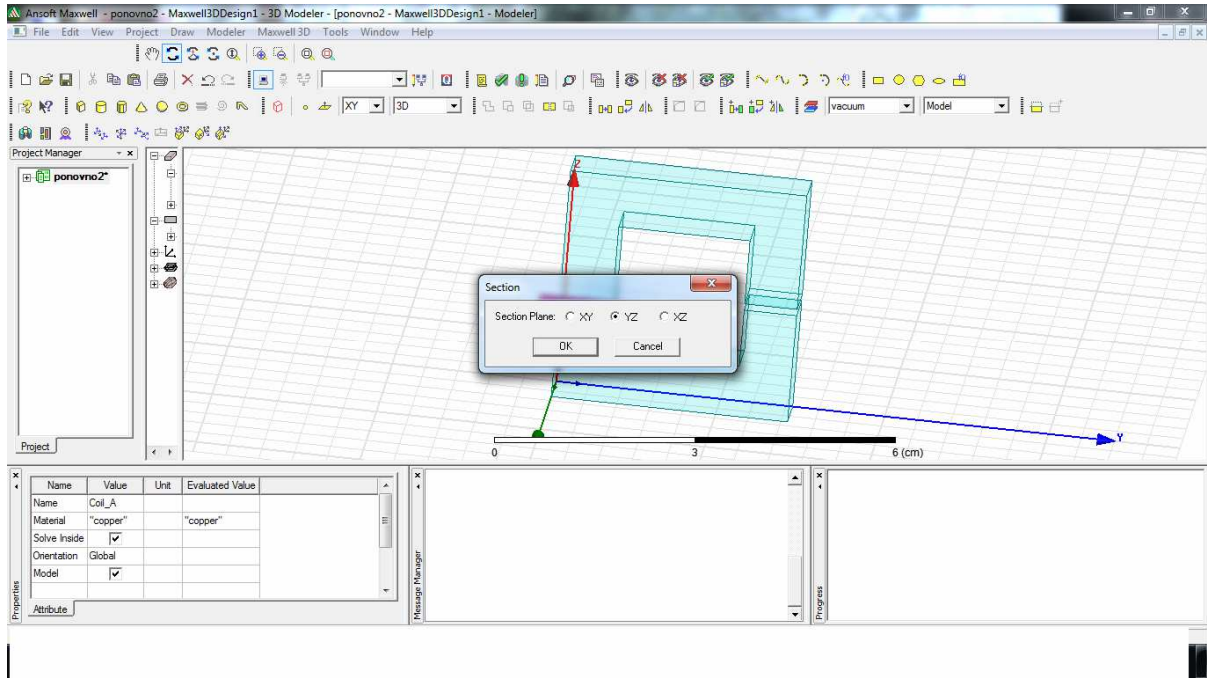 Ansoft Maxwell - ponovno2 - Maxwell3DDesign1 - 3D Modeler - [ponovno2 - Maxwell3DDesign1 - Modeler]
File Edit View Project Draw Modeler Maxwell 3D Tools Window Help
XY 3D vacuum Model
Project Manager
ponovno2*
Project
Z
Section
Section Plane: XY YZ XZ
OK Cancel
Y
0 3 6 (cm)
Name Value Unit Evaluated Value
Name Coil_A
Material "copper" "copper"
Solve Inside
Orientation Global
Model
Attribute
Properties
Message Manager
Progress